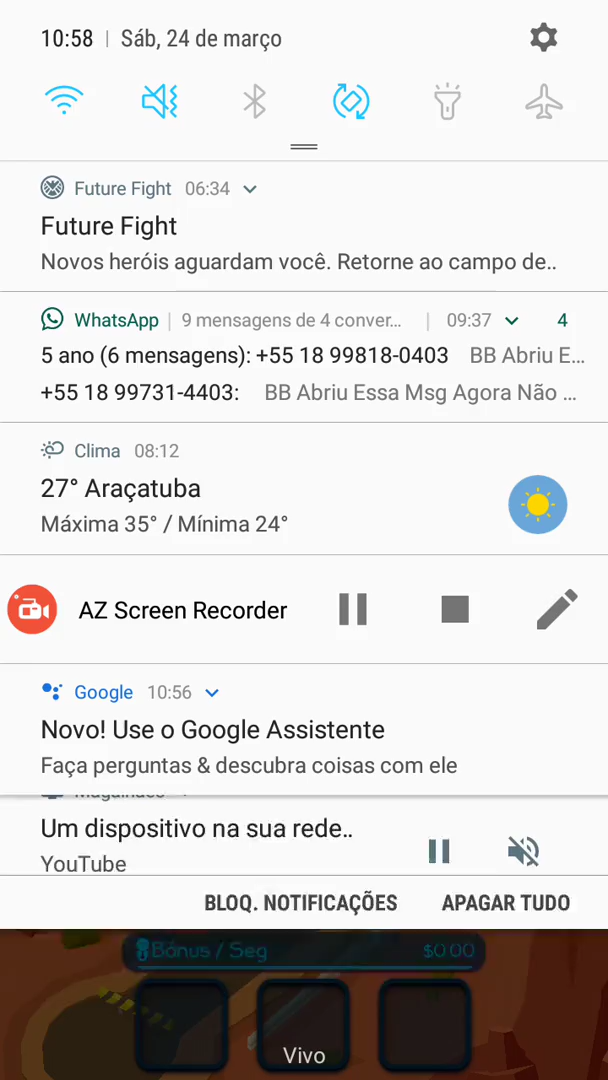 10:58 | Sáb, 24 de março
Future Fight 06:34
Future Fight
Novos heróis aguardam você. Retorne ao campo de..
WhatsApp | 9 mensagens de 4 conver... | 09:37 4
5 ano (6 mensagens): +55 18 99818-0403 BB Abriu E...
+55 18 99731-4403: BB Abriu Essa Msg Agora Não ...
Clima 08:12
27° Araçatuba
Máxima 35° / Mínima 24°
AZ Screen Recorder
Google 10:56
Novo! Use o Google Assistente
Faça perguntas & descubra coisas com ele
Magalhães
Um dispositivo na sua rede..
YouTube
BLOQ. NOTIFICAÇÕES APAGAR TUDO
Bônus / Seg $0.00
Vivo